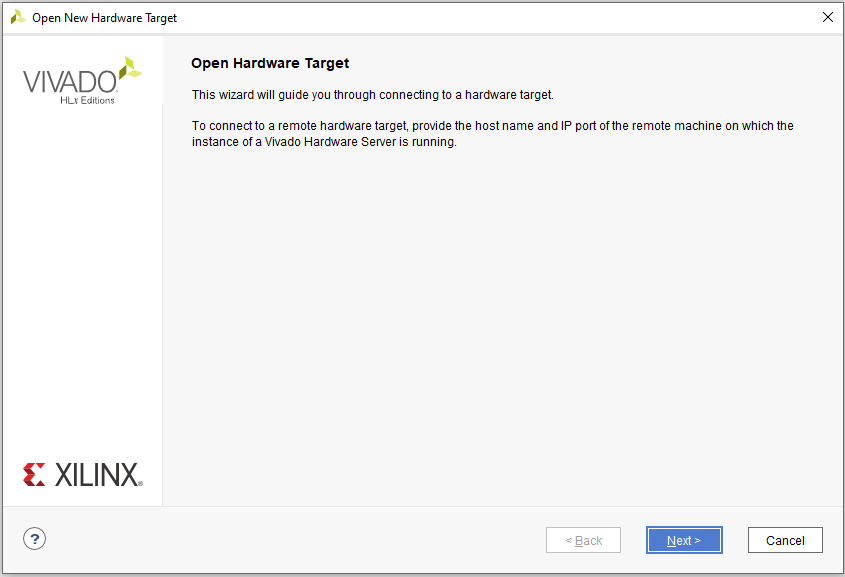 Open New Hardware Target
VIVADO.
HLx Editions
Open Hardware Target
This wizard will guide you through connecting to a hardware target.
To connect to a remote hardware target, provide the host name and IP port of the remote machine on which the
instance of a Vivado Hardware Server is running.
XILINX®
?
< Back
Next >
Cancel